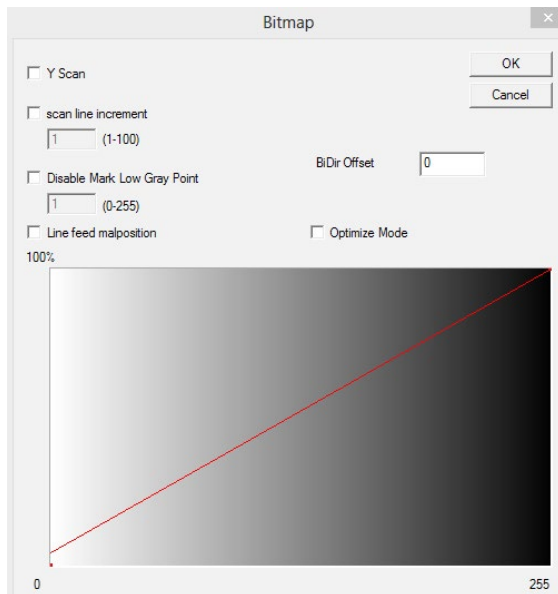 Bitmap
OK
Cancel
Y Scan
scan line increment
1 (1-100)
BiDir Offset 0
Disable Mark Low Gray Point
1 (0-255)
Line feed malposition
Optimize Mode
100%
0
255